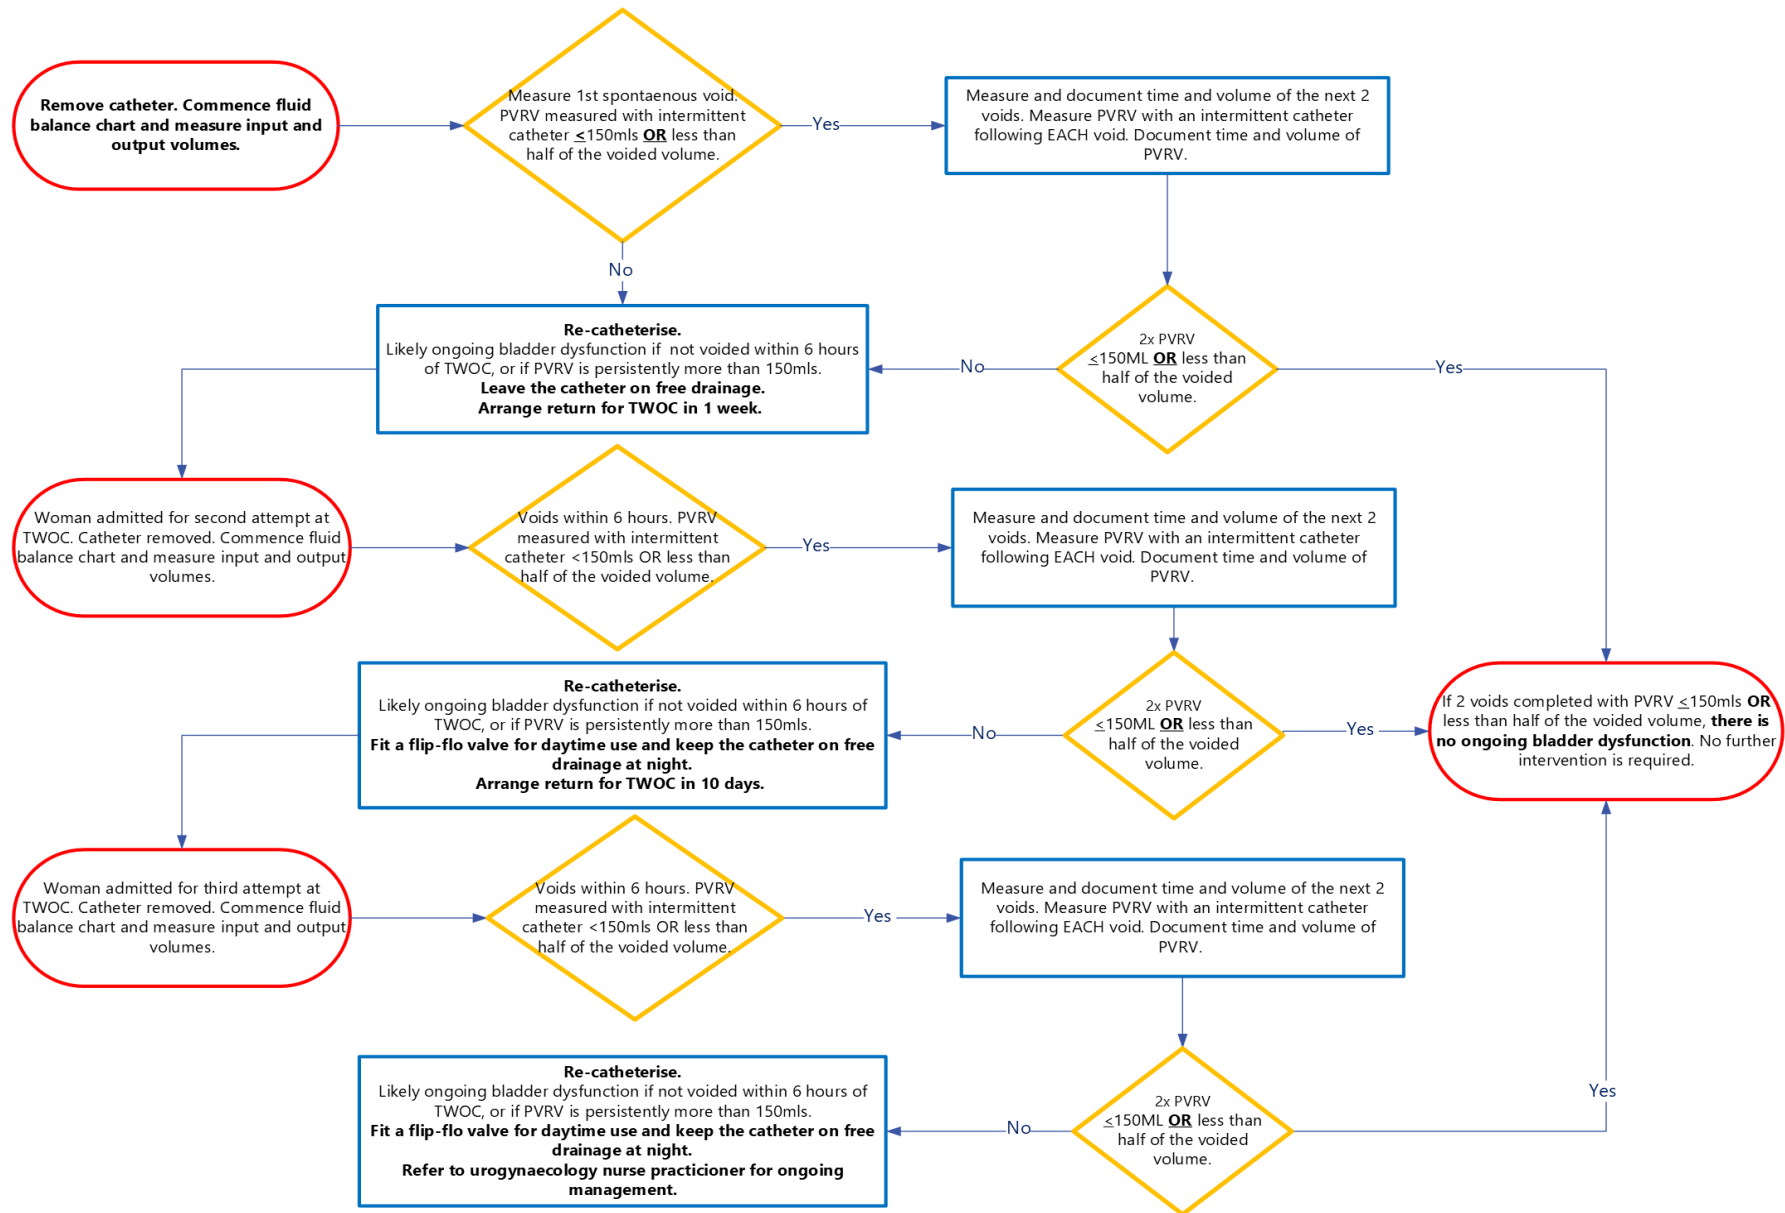 Remove catheter. Commence fluid
balance chart and measure input and
output volumes.
Measure 1st spontaenous void.
PVRV measured with intermittent
catheter <150mls OR less than
half of the voided volume.
Yes
Measure and document time and volume of the next 2
voids. Measure PVRV with an intermittent catheter
following EACH void. Document time and volume of
PVRV.
No
Re-catheterise.
Likely ongoing bladder dysfunction if  not voided within 6 hours
of TWOC, or if PVRV is persistently more than 150mls.
Leave the catheter on free drainage.
Arrange return for TWOC in 1 week.
No
2x PVRV
<150ML OR less than
half of the voided
volume.
Yes
Woman admitted for second attempt at
TWOC. Catheter removed. Commence fluid
balance chart and measure input and output
volumes.
Voids within 6 hours. PVRV
measured with intermittent
catheter <150mls OR less than
half of the voided volume.
Yes
Measure and document time and volume of the next 2
voids. Measure PVRV with an intermittent catheter
following EACH void. Document time and volume of
PVRV.
Re-catheterise.
Likely ongoing bladder dysfunction if not voided within 6 hours of
TWOC, or if PVRV is persistently more than 150mls.
Fit a flip-flo valve for daytime use and keep the catheter on free
drainage at night.
Arrange return for TWOC in 10 days.
No
2x PVRV
<150ML OR less than
half of the voided
volume.
Yes
If 2 voids completed with PVRV <150mls OR
less than half of the voided volume, there is
no ongoing bladder dysfunction. No further
intervention is required.
Woman admitted for third attempt at
TWOC. Catheter removed. Commence fluid
balance chart and measure input and output
volumes.
Voids within 6 hours. PVRV
measured with intermittent
catheter <150mls OR less than
half of the voided volume.
Yes
Measure and document time and volume of the next 2
voids. Measure PVRV with an intermittent catheter
following EACH void. Document time and volume of
PVRV.
Re-catheterise.
Likely ongoing bladder dysfunction if not voided within 6 hours of
TWOC, or if PVRV is persistently more than 150mls.
Fit a flip-flo valve for daytime use and keep the catheter on free
drainage at night.
Refer to urogynaecology nurse practicioner for ongoing
management.
No
2x PVRV
<150ML OR less than
half of the voided
volume.
Yes